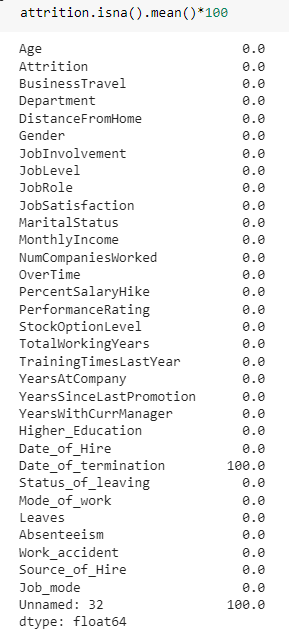 attrition.isna().mean()*100
Age 0.0
Attrition 0.0
BusinessTravel 0.0
Department 0.0
DistanceFromHome 0.0
Gender 0.0
JobInvolvement 0.0
JobLevel 0.0
JobRole 0.0
JobSatisfaction 0.0
MaritalStatus 0.0
MonthlyIncome 0.0
NumCompaniesWorked 0.0
OverTime 0.0
PercentSalaryHike 0.0
PerformanceRating 0.0
StockOptionLevel 0.0
TotalWorkingYears 0.0
TrainingTimesLastYear 0.0
YearsAtCompany 0.0
YearsSinceLastPromotion 0.0
YearsWithCurrManager 0.0
Higher_Education 0.0
Date_of_Hire 0.0
Date_of_termination 100.0
Status_of_leaving 0.0
Mode_of_work 0.0
Leaves 0.0
Absenteeism 0.0
Work_accident 0.0
Source_of_Hire 0.0
Job_mode 0.0
Unnamed: 32 100.0
dtype: float64